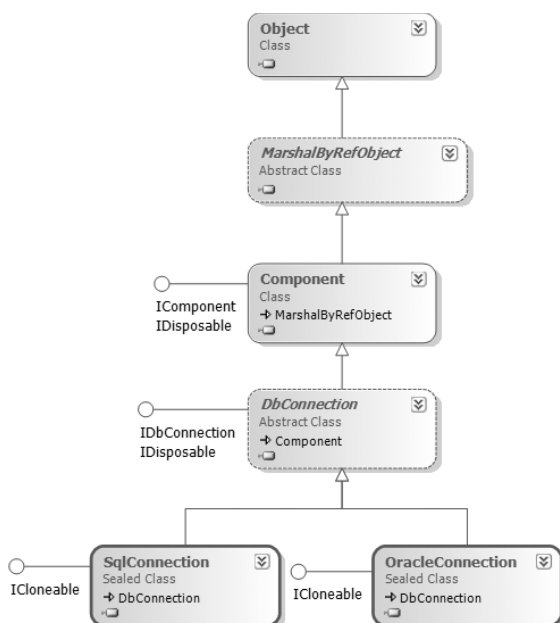 Object
Class
MarshalByRefObject
Abstract Class
Component
Class
MarshalByRefObject
IComponent
IDisposable
DbConnection
Abstract Class
Component
IDbConnection
IDisposable
SqlConnection
Sealed Class
DbConnection
ICloneable
OracleConnection
Sealed Class
DbConnection
ICloneable